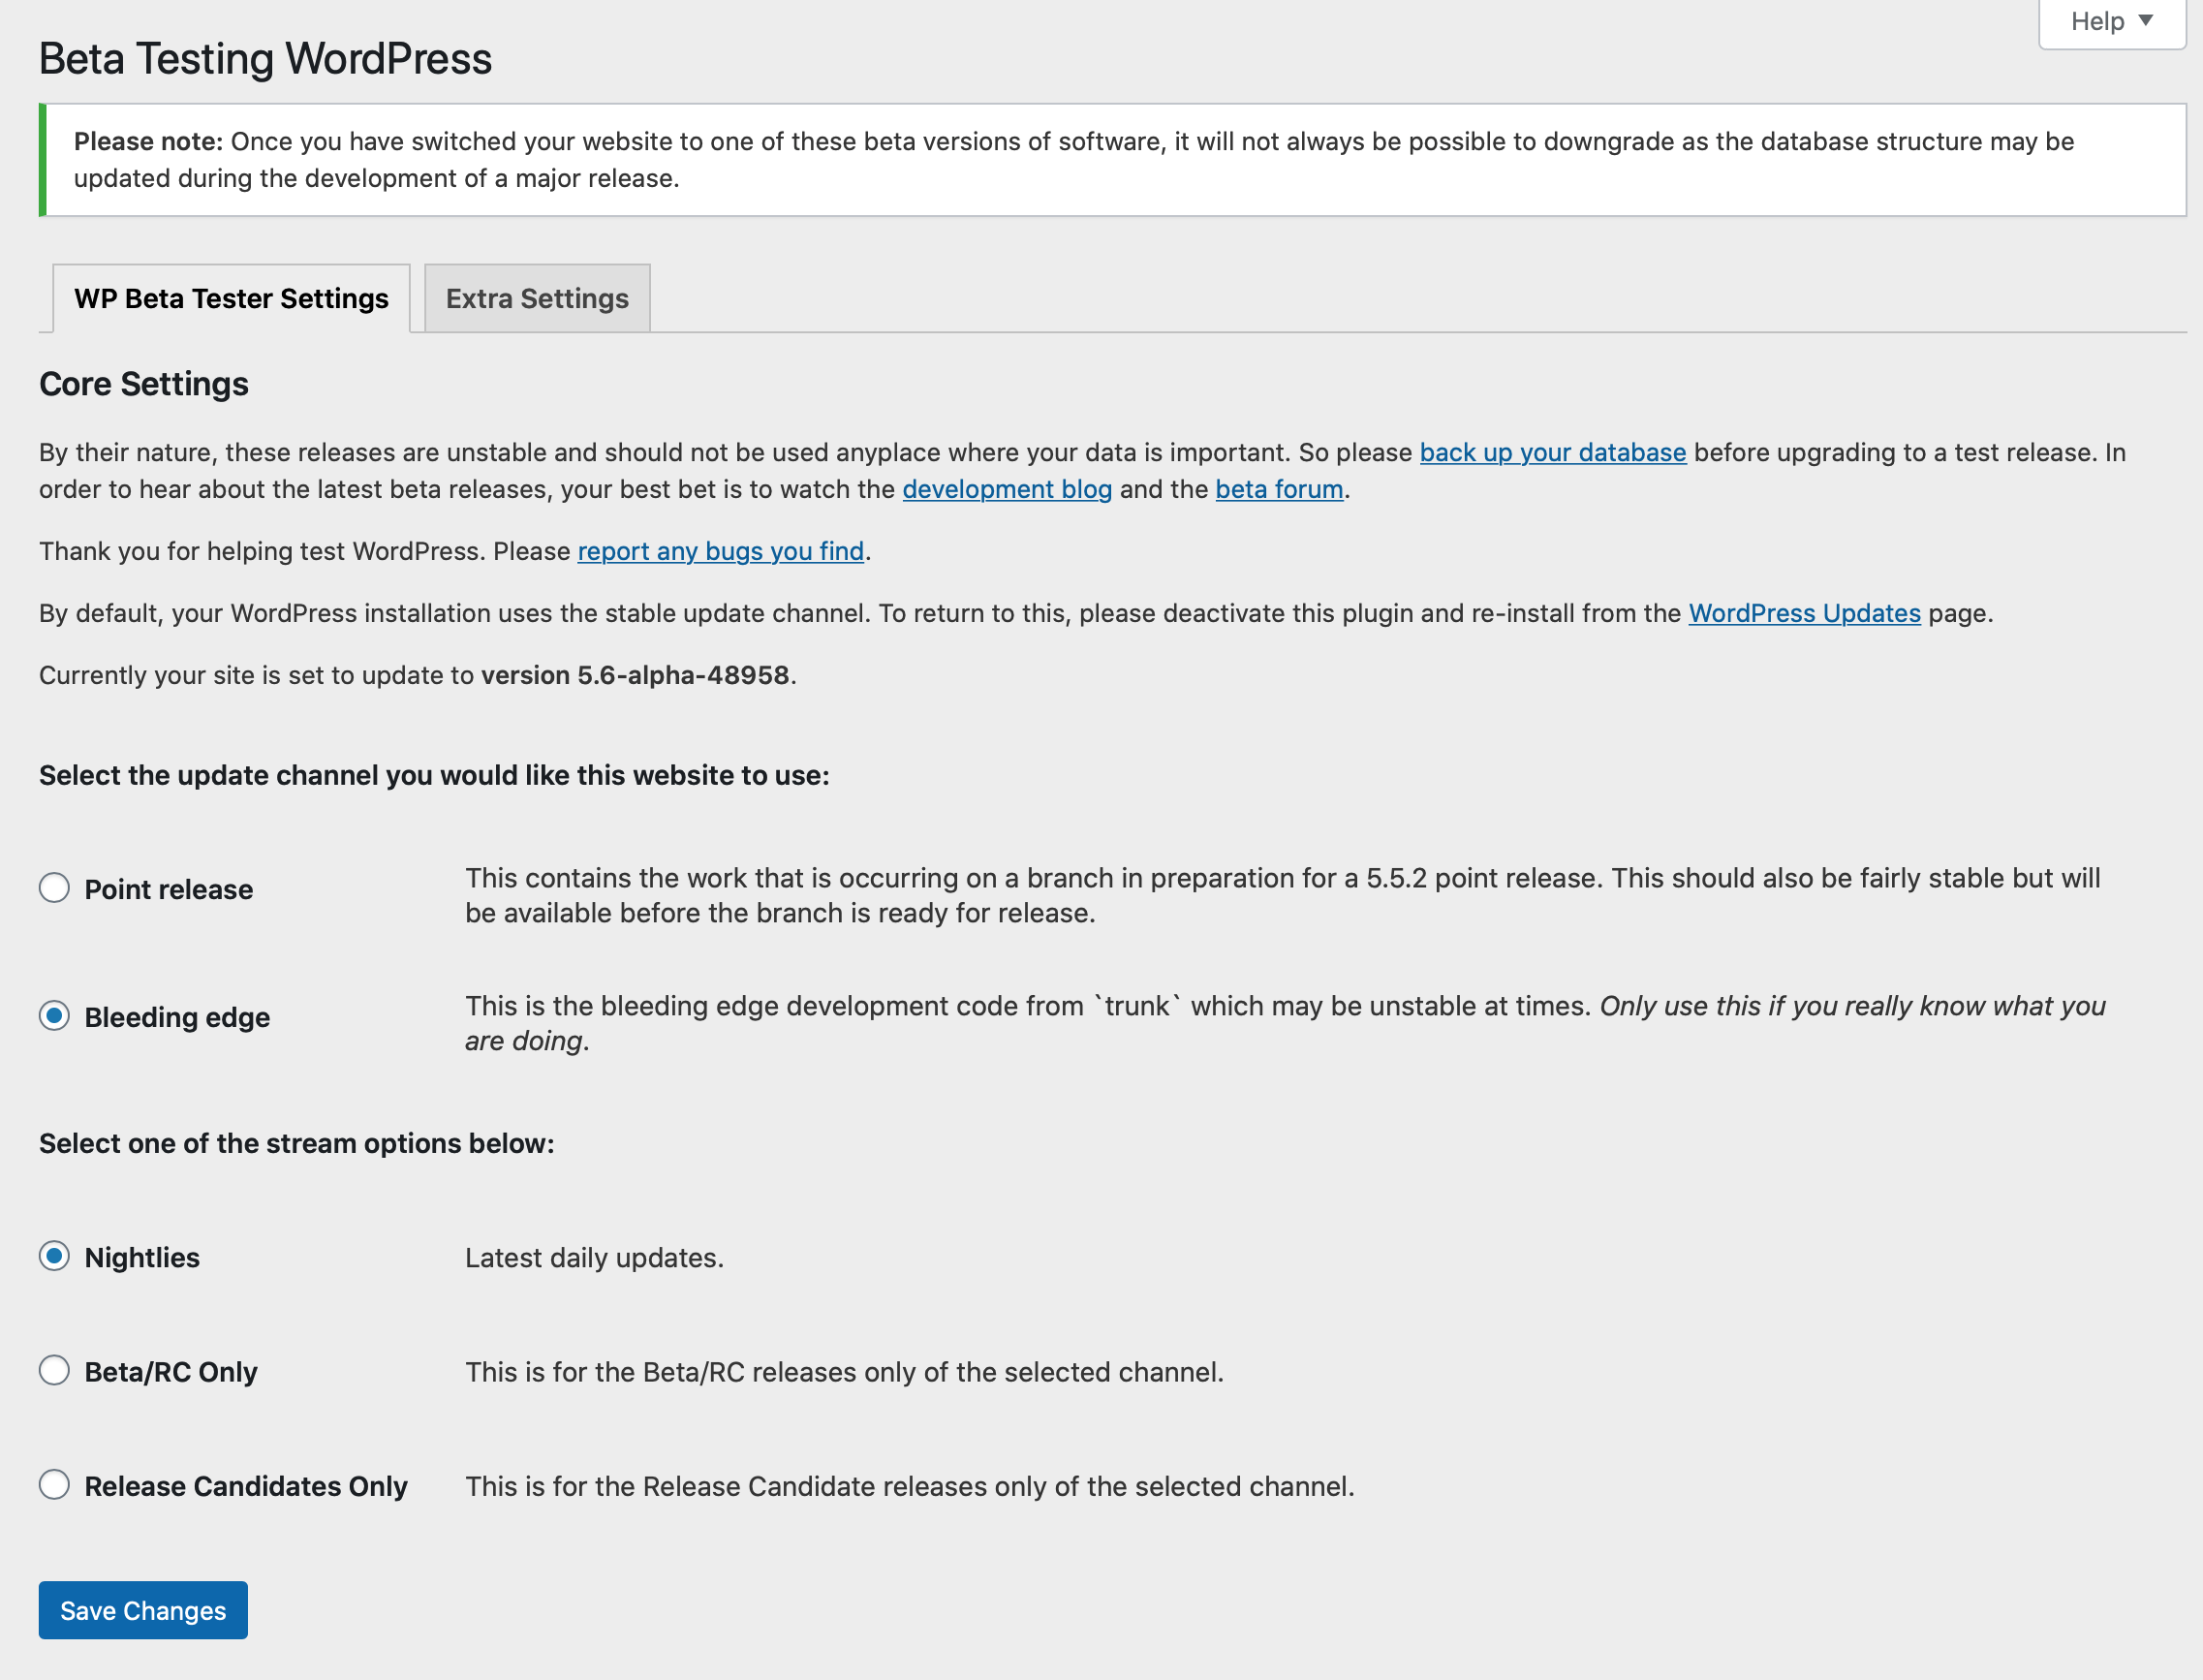 Help ▼
Beta Testing WordPress
Please note: Once you have switched your website to one of these beta versions of software, it will not always be possible to downgrade as the database structure may be
updated during the development of a major release.
WP Beta Tester Settings
Extra Settings
Core Settings
By their nature, these releases are unstable and should not be used anyplace where your data is important. So please back up your database before upgrading to a test release. In
order to hear about the latest beta releases, your best bet is to watch the development blog and the beta forum.
Thank you for helping test WordPress. Please report any bugs you find.
By default, your WordPress installation uses the stable update channel. To return to this, please deactivate this plugin and re-install from the WordPress Updates page.
Currently your site is set to update to version 5.6-alpha-48958.
Select the update channel you would like this website to use:
Point release
This contains the work that is occurring on a branch in preparation for a 5.5.2 point release. This should also be fairly stable but will
be available before the branch is ready for release.
Bleeding edge
This is the bleeding edge development code from `trunk` which may be unstable at times. Only use this if you really know what you
are doing.
Select one of the stream options below:
Nightlies
Latest daily updates.
Beta/RC Only
This is for the Beta/RC releases only of the selected channel.
Release Candidates Only
This is for the Release Candidate releases only of the selected channel.
Save Changes